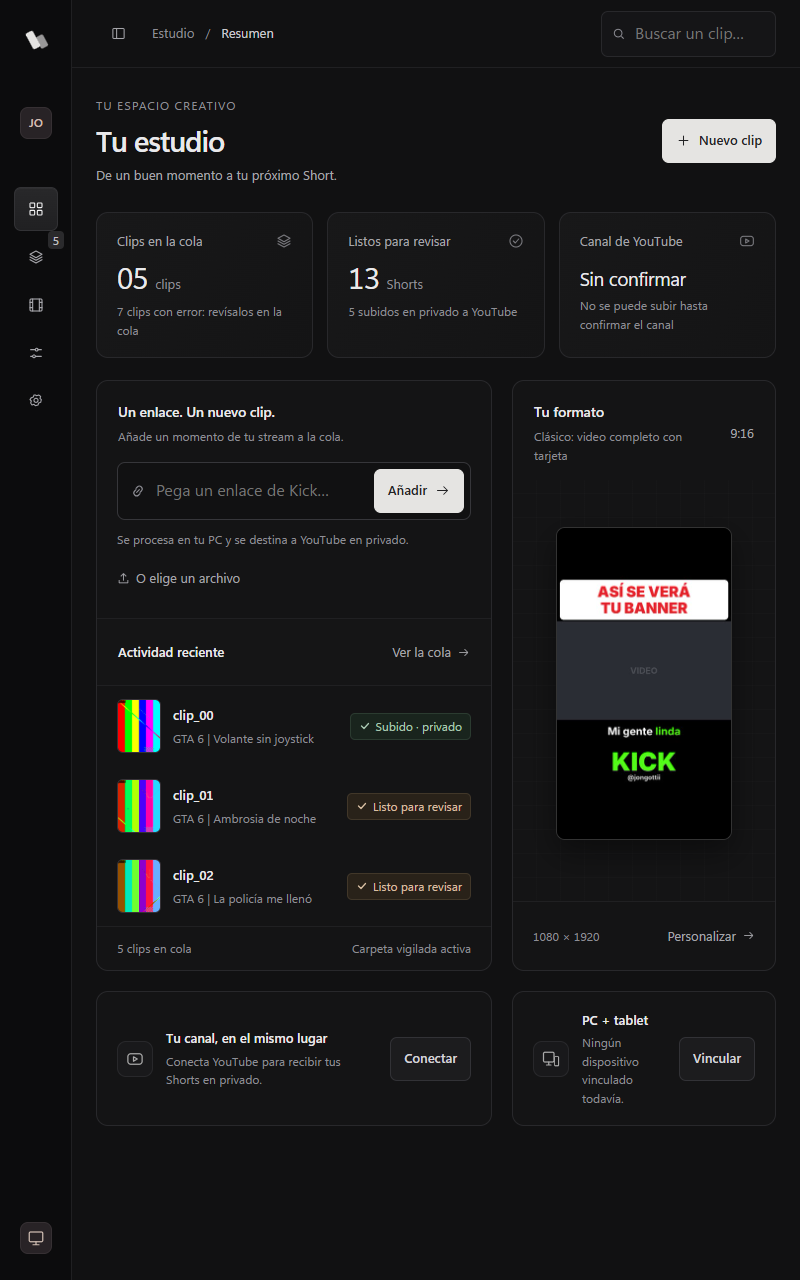 Estudio / Resumen
Buscar un clip...
JO
5
TU ESPACIO CREATIVO
Tu estudio
De un buen momento a tu próximo Short.
Nuevo clip
Clips en la cola
05 clips
7 clips con error: revísalos en la
cola
Listos para revisar
13 Shorts
5 subidos en privado a YouTube
Canal de YouTube
Sin confirmar
No se puede subir hasta
confirmar el canal
Un enlace. Un nuevo clip.
Añade un momento de tu stream a la cola.
Pega un enlace de Kick...
Añadir
Se procesa en tu PC y se destina a YouTube en privado.
O elige un archivo
Actividad reciente
Ver la cola
clip_00
GTA 6 | Volante sin joystick
Subido · privado
clip_01
GTA 6 | Ambrosia de noche
Listo para revisar
clip_02
GTA 6 | La policía me llenó
Listo para revisar
5 clips en cola
Carpeta vigilada activa
Tu formato
Clásico: video completo con
tarjeta
9:16
ASÍ SE VERÁ
TU BANNER
VIDEO
Mi gente linda
KICK
@jongottii
1080 × 1920
Personalizar
Tu canal, en el mismo lugar
Conecta YouTube para recibir tus
Shorts en privado.
Conectar
PC + tablet
Ningún
dispositivo
vinculado
todavía.
Vincular